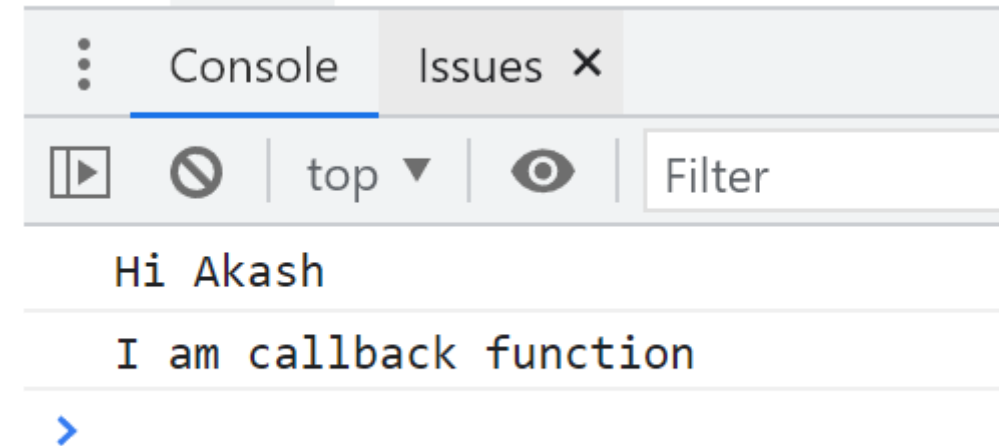 Console Issues ×
top ▼ Filter
Hi Akash
I am callback function
>